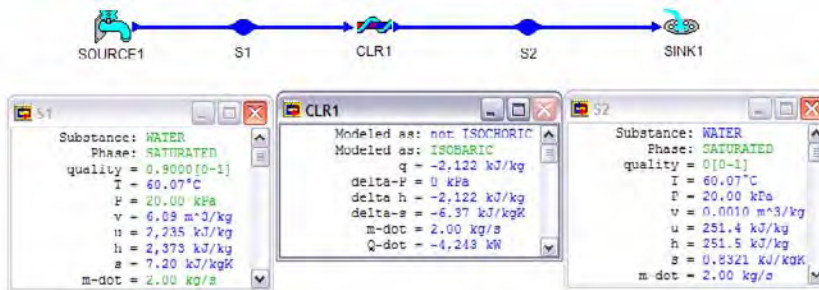 SOURCE1
S1
CLR1
S2
SINK1
S1
Substance: WATER
Phase: SATURATED
quality = 0.9000[0-1]
T = 60.07°C
P = 20.00 kPa
v = 6.89 m^3/kg
u = 2,235 kJ/kg
h = 2,373 kJ/kg
s = 7.20 kJ/kgK
m-dot = 2.00 kg/s
CLR1
Modeled as: not ISOCHORIC
Modeled as: ISOBARIC
q = -2,122 kJ/kg
delta-P = 0 kPa
delta h = -2,122 kJ/kg
delta-s = -6.37 kJ/kgK
m-dot = 2.00 kg/s
Q-dot = -4,243 kW
S2
Substance: WATER
Phase: SATURATED
quality = 0[0-1]
T = 60.07°C
P = 20.00 kPa
v = 0.0010 m^3/kg
u = 251.4 kJ/kg
h = 251.5 kJ/kg
s = 0.8321 kJ/kgK
m dot = 2.00 kg/s